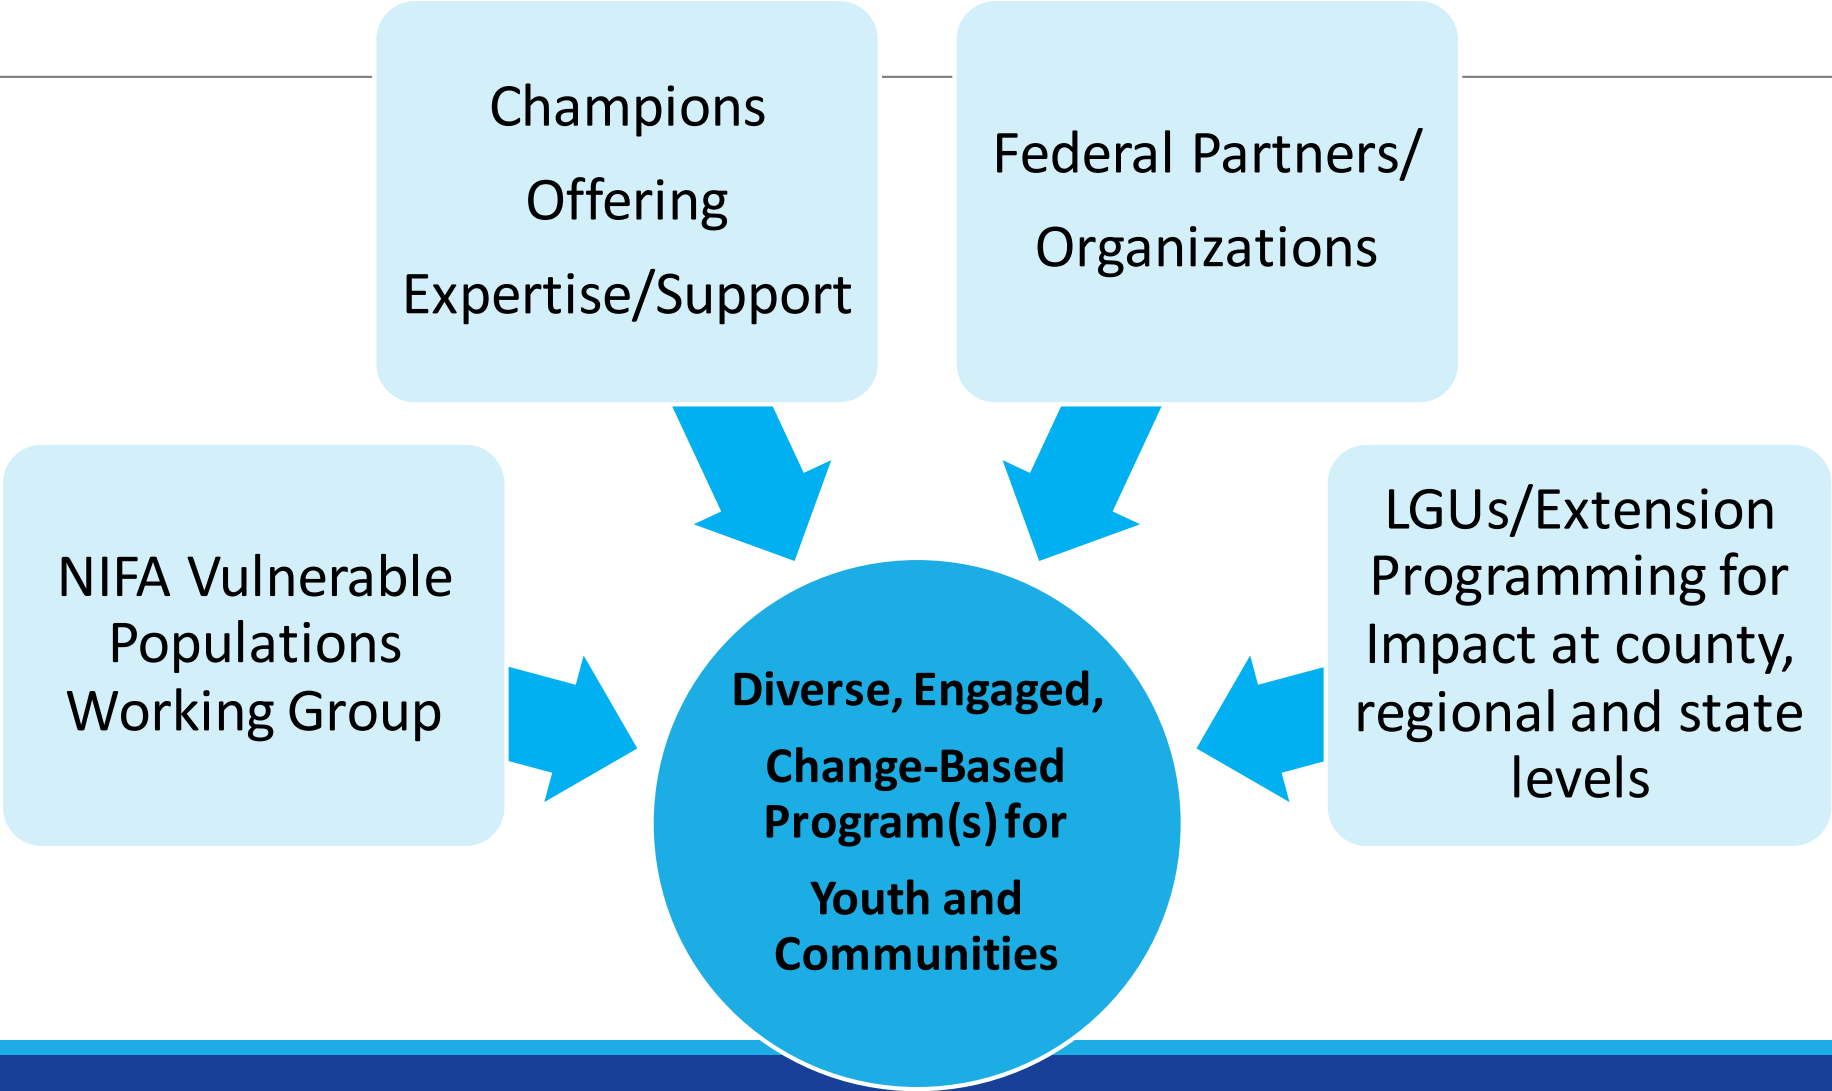 Champions
Offering
Expertise/Support
Federal Partners/
Organizations
NIFA Vulnerable
Populations
Working Group
LGUs/Extension
Programming for
Impact at county,
regional and state
levels
Diverse, Engaged,
Change-Based
Program(s) for
Youth and
Communities